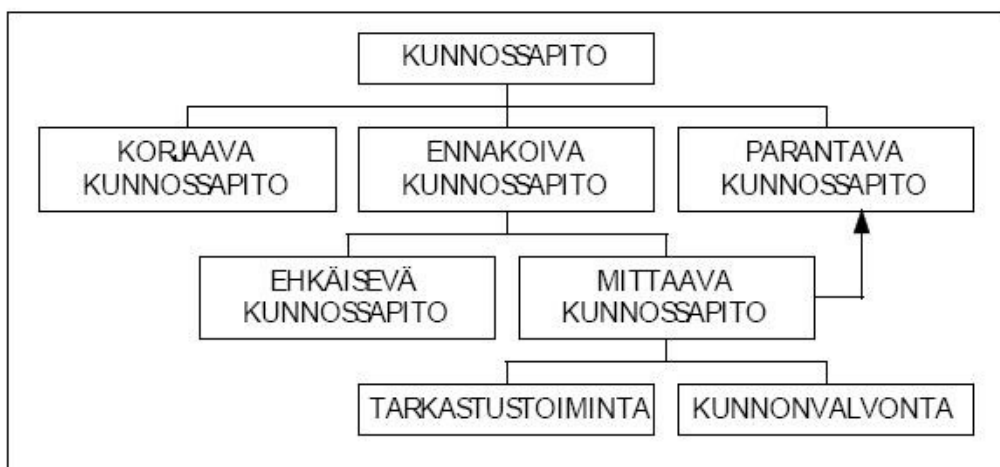 KUNNOSSAPITO
KORJAAVA
KUNNOSSAPITO
ENNAKOIVA
KUNNOSSAPITO
PARANTAVA
KUNNOSSAPITO
EHKÄISEVÄ
KUNNOSSAPITO
MITTAAVA
KUNNOSSAPITO
TARKASTUSTOIMINTA
KUNNONVALVONTA